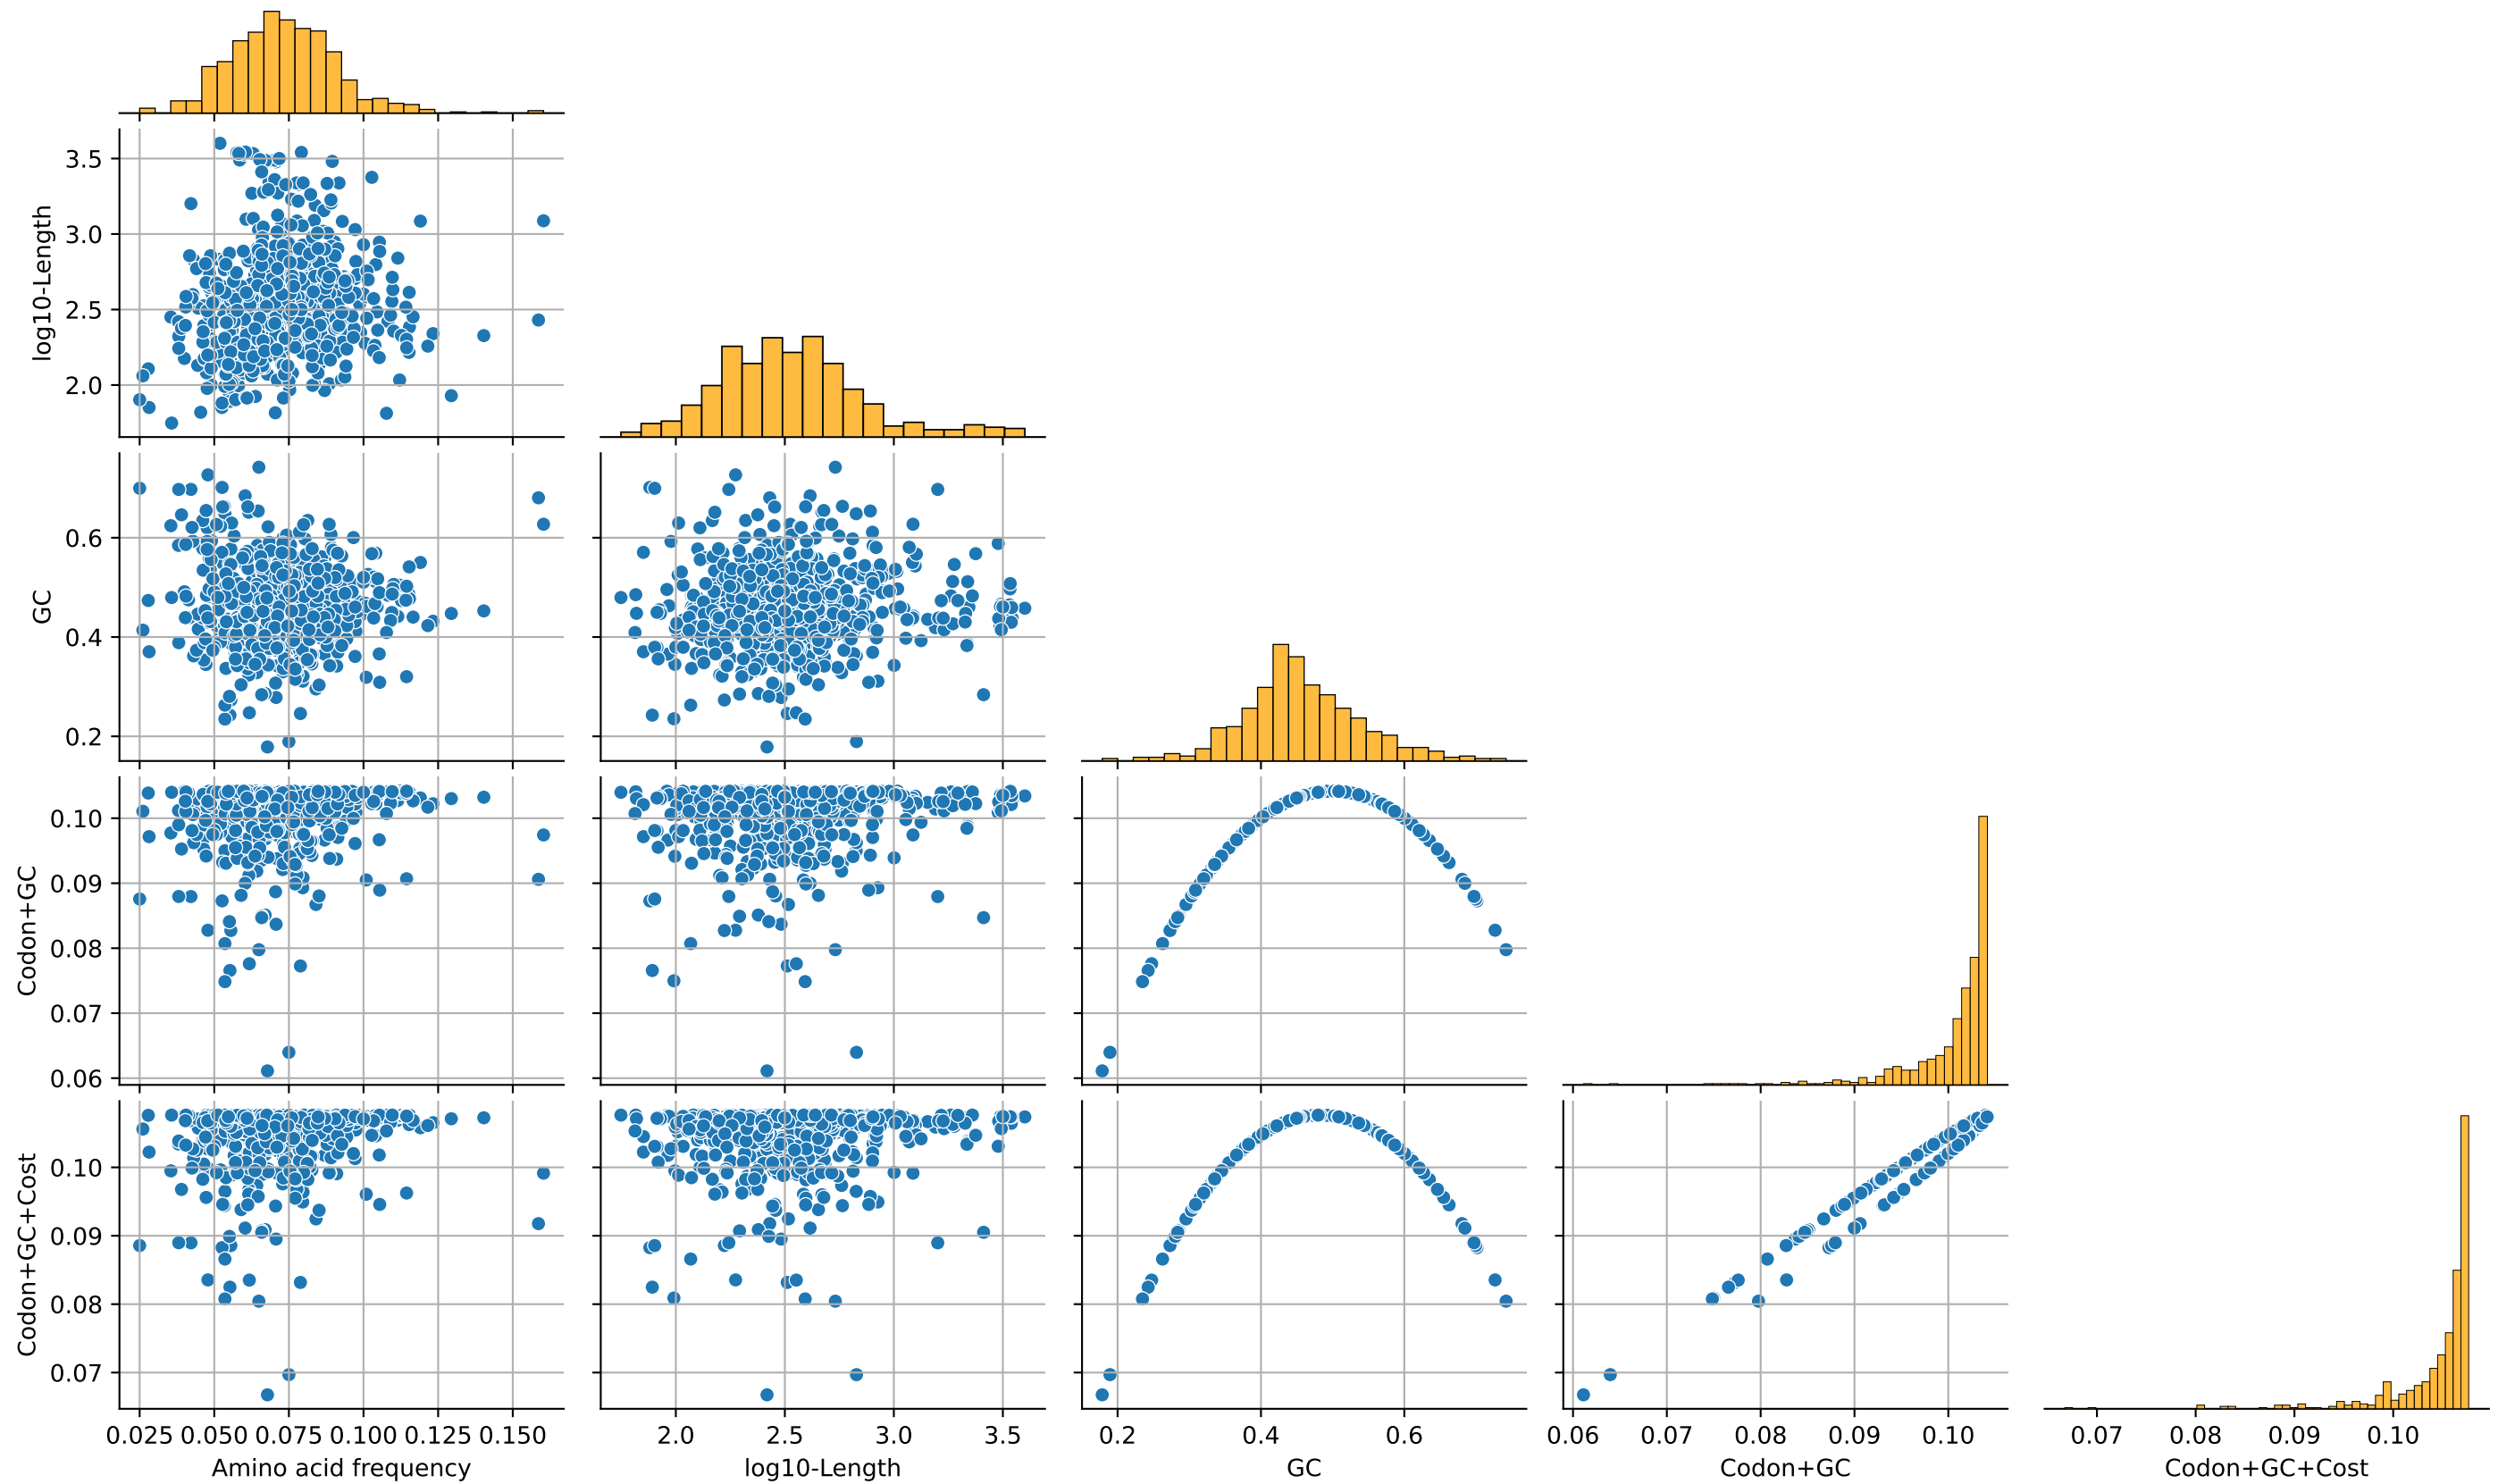 log10-Length
3.5
3.0
2.5
2.0
GC
0.6
0.4
0.2
Codon+GC
0.10
0.09
0.08
0.07
0.06
Codon+GC+Cost
0.10
0.09
0.08
0.07
0.025 0.050 0.075 0.100 0.125 0.150
Amino acid frequency
2.0 2.5 3.0 3.5
log10-Length
0.2 0.4 0.6
GC
0.06 0.07 0.08 0.09 0.10
Codon+GC
0.07 0.08 0.09 0.10
Codon+GC+Cost